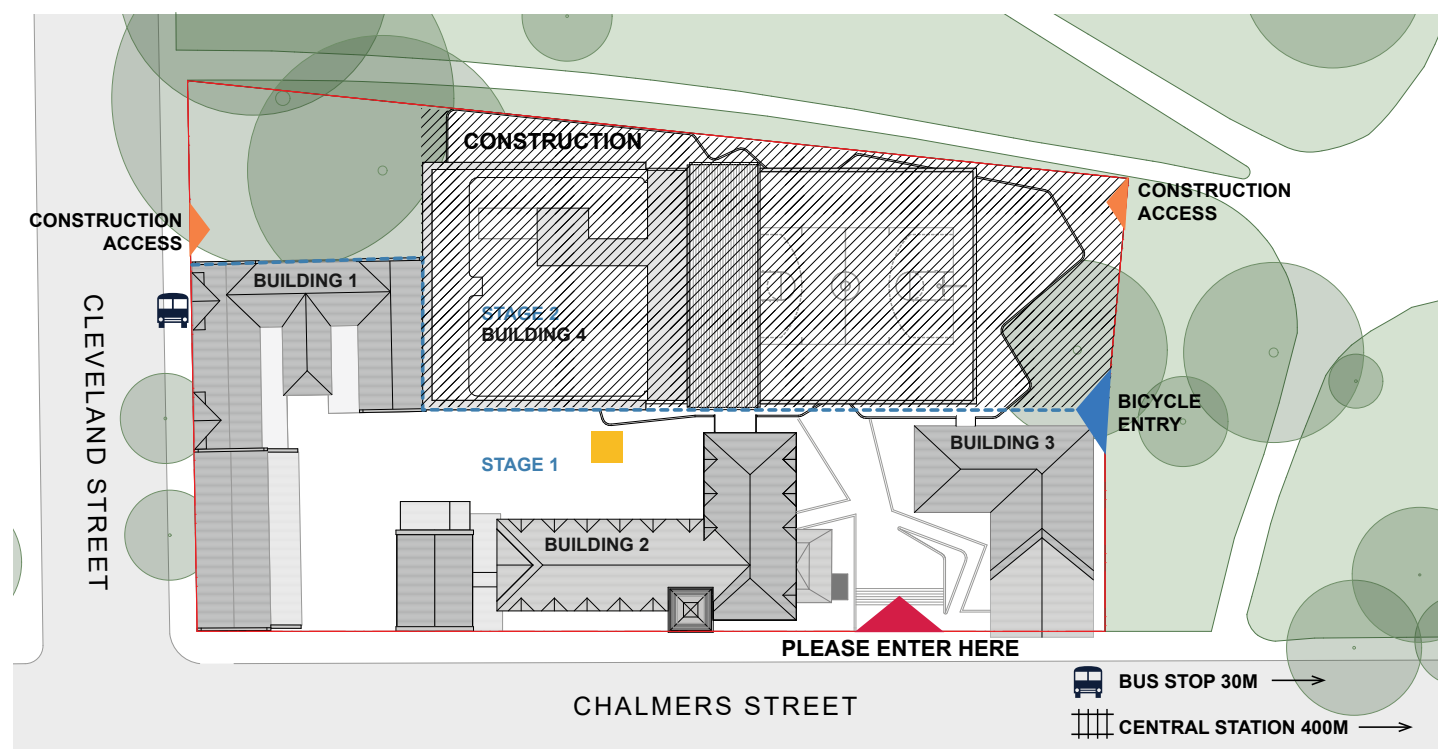 CONSTRUCTION
CONSTRUCTION
ACCESS
CONSTRUCTION
ACCESS
BUILDING 1
STAGE 2
BUILDING 4
CLEVELAND STREET
BICYCLE
ENTRY
BUILDING 3
STAGE 1
BUILDING 2
PLEASE ENTER HERE
BUS STOP 30M
CHALMERS STREET
CENTRAL STATION 400M